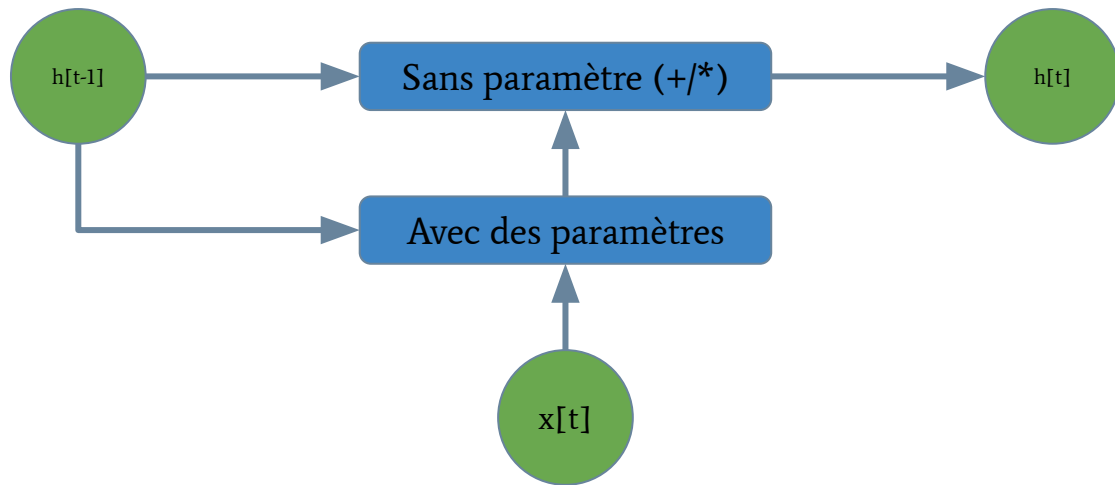 h[t-1]
Sans paramètre (+/*)
h[t]
Avec des paramètres
x[t]